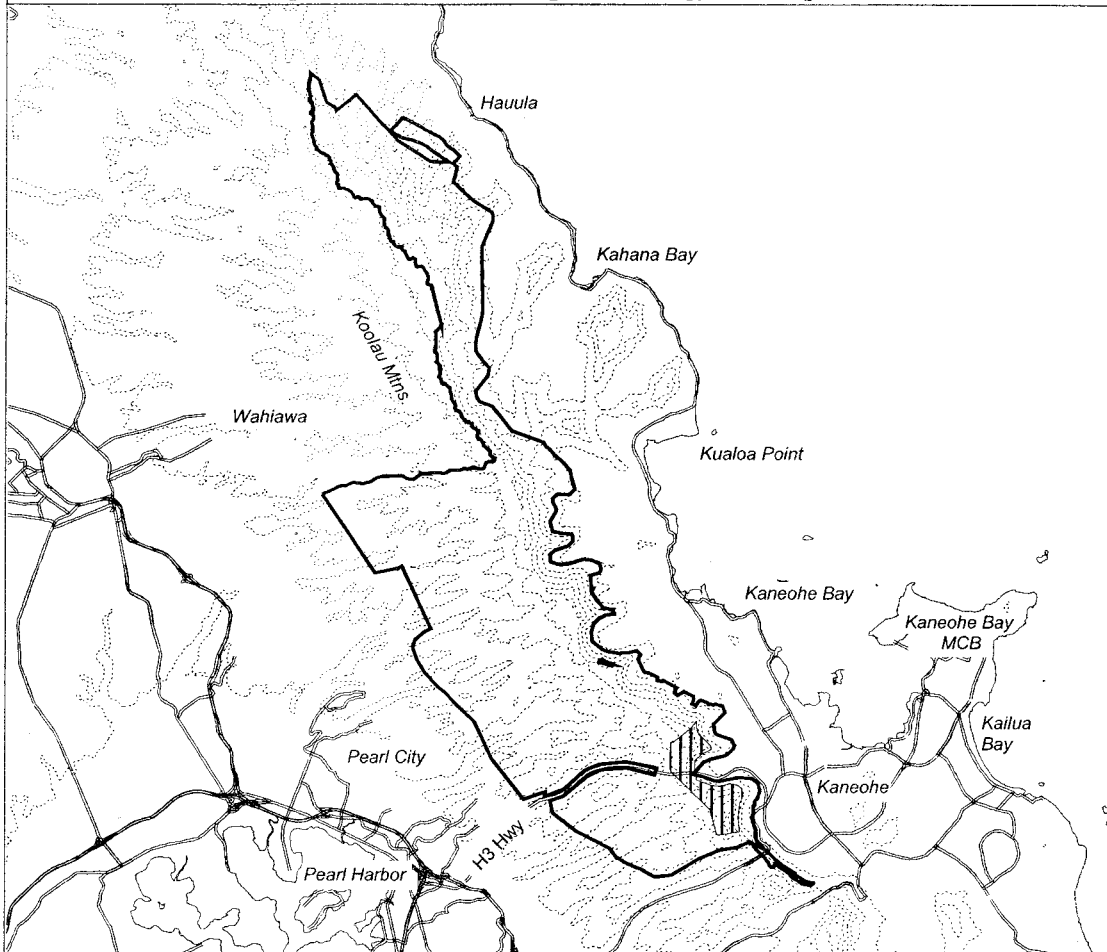 Hauula
Kahana Bay
Koolau Mtns
Wahiawa
Kualoa Point
Kaneohe Bay
Kaneohe Bay
MCB
Kailua
Bay
Pearl City
Kaneohe
H3 Hwy
Pearl Harbor